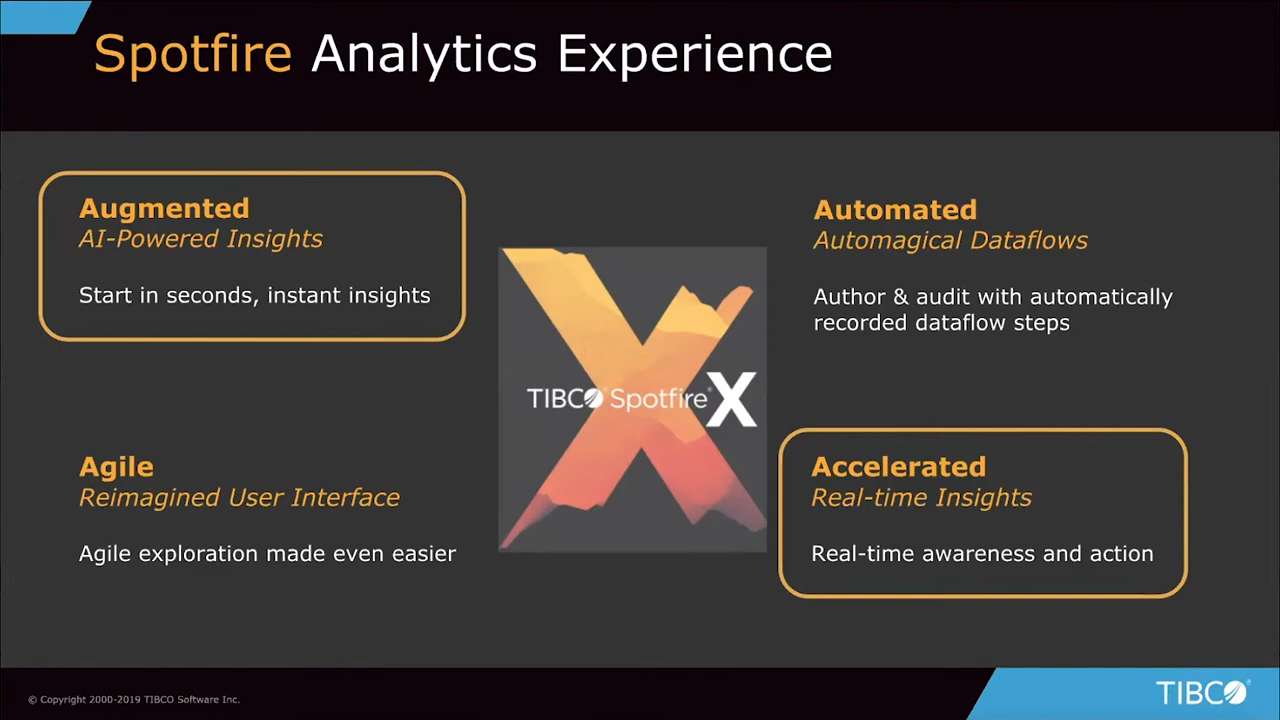 Spotfire Analytics Experience
Augmented
AI-Powered Insights
Start in seconds, instant insights
Automated
Automagical Dataflows
Author & audit with automatically
recorded dataflow steps
TIBCO® Spotfire® X
Agile
Reimagined User Interface
Agile exploration made even easier
Accelerated
Real-time Insights
Real-time awareness and action
© Copyright 2000-2019 TIBCO Software Inc.
TIBCO®